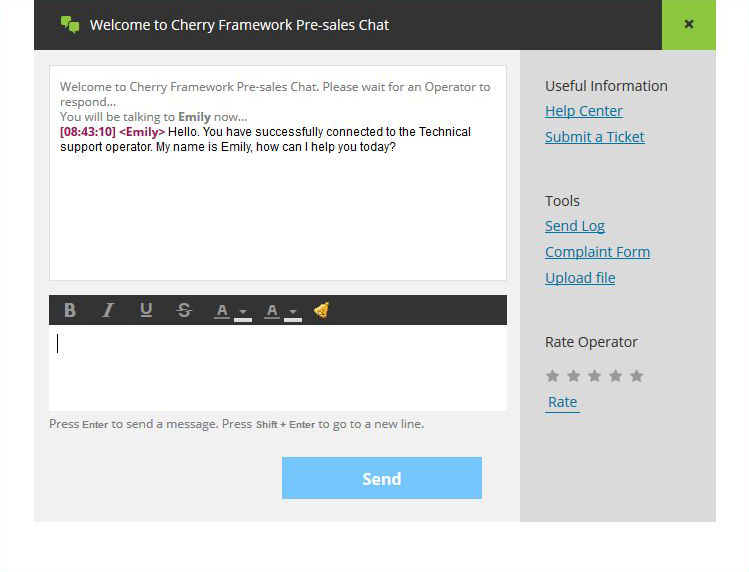 Welcome to Cherry Framework Pre-sales Chat
×
Welcome to Cherry Framework Pre-sales Chat. Please wait for an Operator to
respond...
You will be talking to Emily now...
[08:43:10] <Emily> Hello. You have successfully connected to the Technical
support operator. My name is Emily, how can I help you today?
B I U S A A
Press Enter to send a message. Press Shift + Enter to go to a new line.
Send
Useful Information
Help Center
Submit a Ticket
Tools
Send Log
Complaint Form
Upload file
Rate Operator
Rate